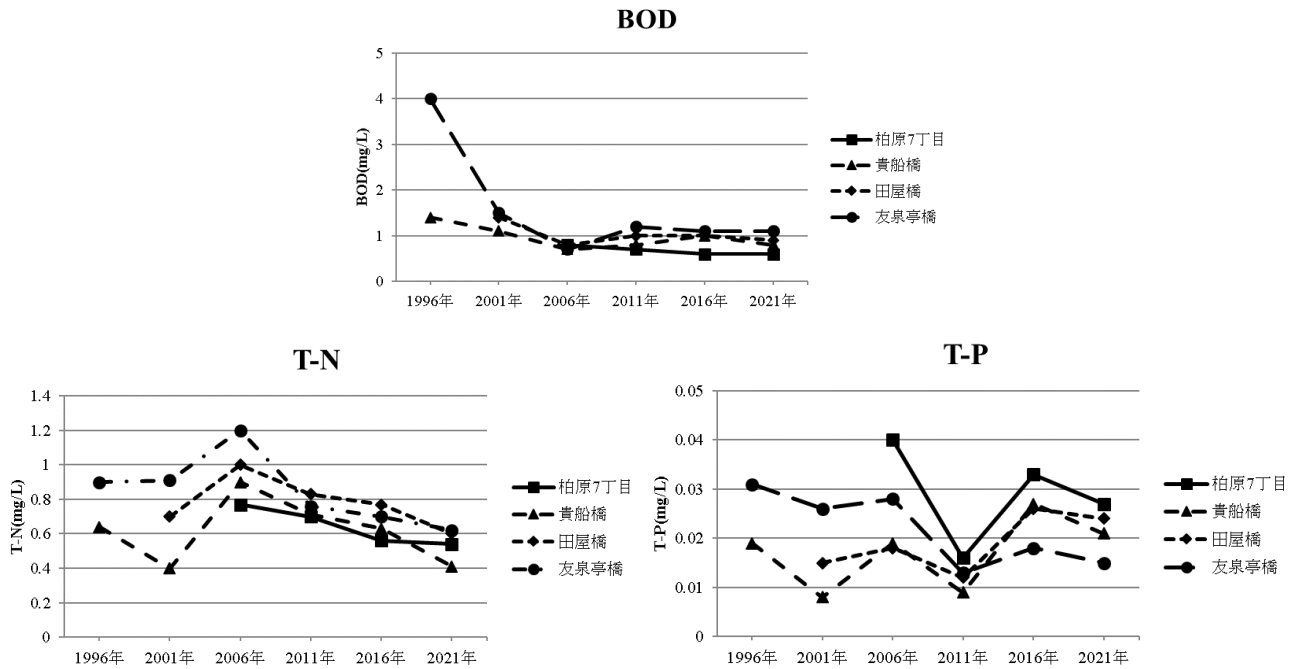 BOD
BOD(mg/L)
5
4
3
2
1
0
1996年 2001年 2006年 2011年 2016年 2021年
柏原7丁目
貴船橋
田屋橋
友泉亭橋
T-N
T-N(mg/L)
1.4
1.2
1
0.8
0.6
0.4
0.2
0
1996年 2001年 2006年 2011年 2016年 2021年
柏原7丁目
貴船橋
田屋橋
友泉亭橋
T-P
T-P(mg/L)
0.05
0.04
0.03
0.02
0.01
0
1996年 2001年 2006年 2011年 2016年 2021年
柏原7丁目
貴船橋
田屋橋
友泉亭橋